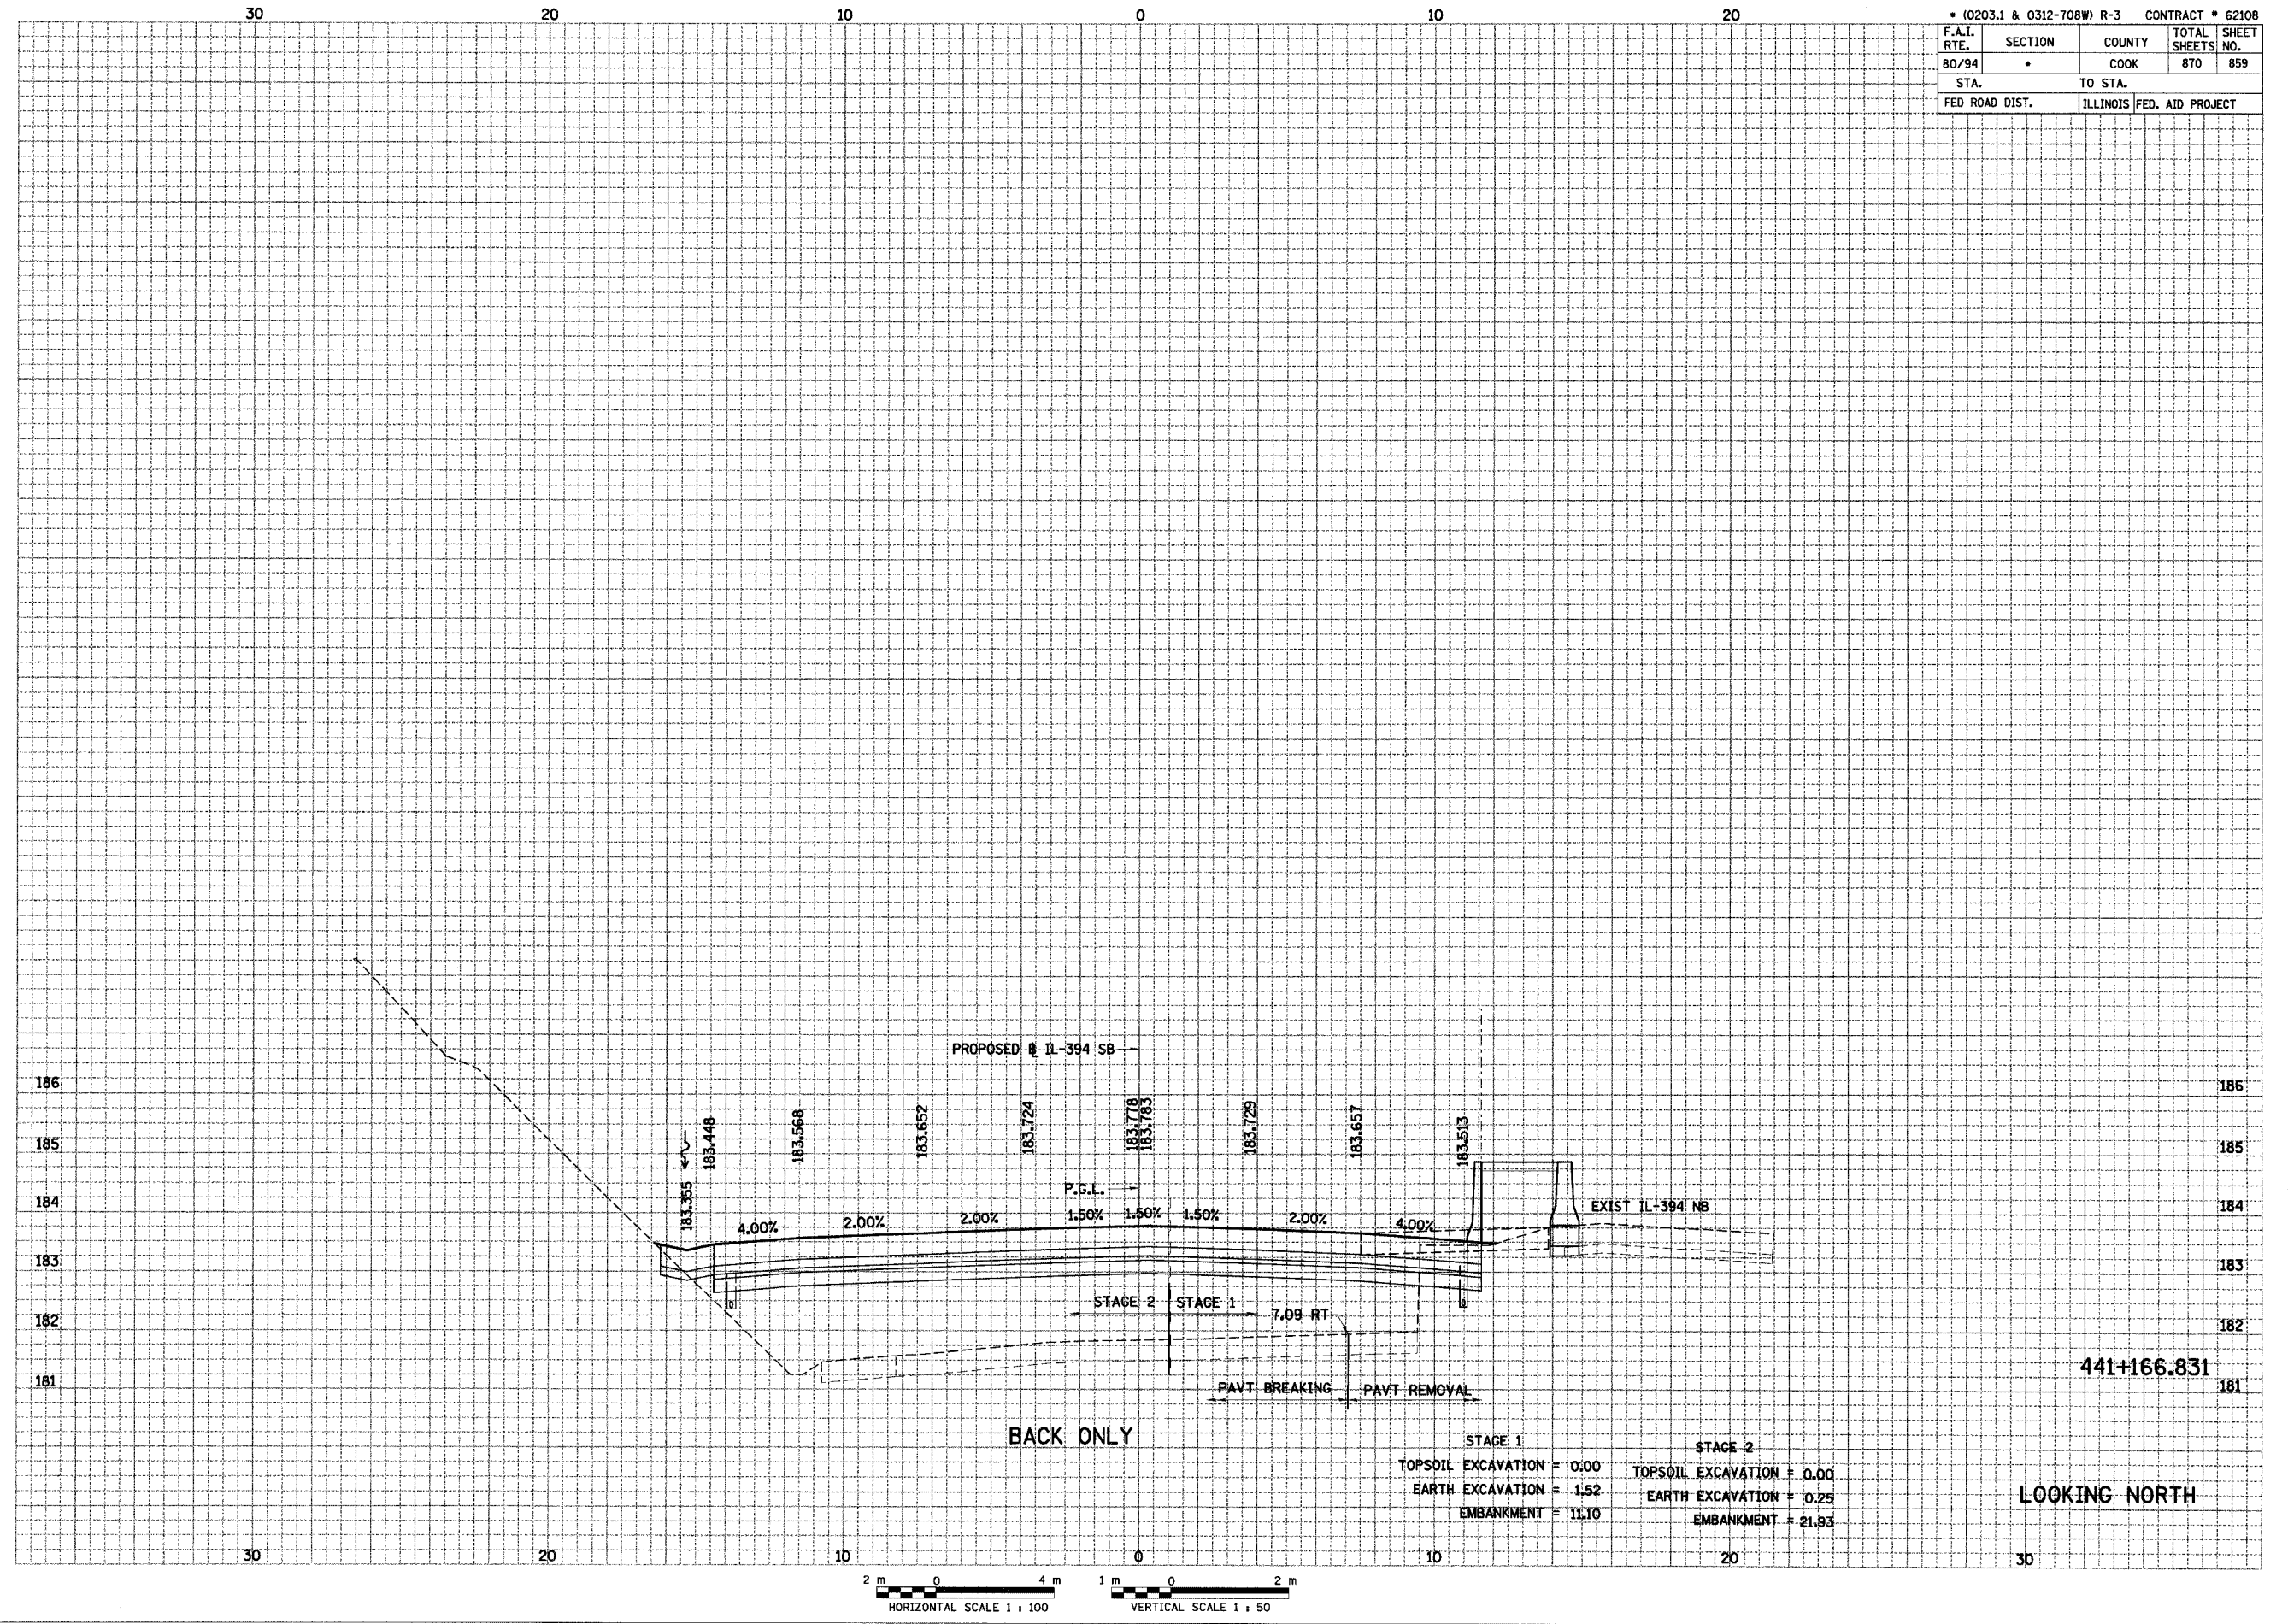 30 20 10 0 10 20
• (0203.1 & 0312-708W) R-3 CONTRACT # 62108
F.A.I. RTE. SECTION COUNTY TOTAL SHEETS SHEET NO.
80/94 • COOK 870 859
STA. TO STA.
FED ROAD DIST. ILLINOIS FED. AID PROJECT
PROPOSED ℄ IL-394 SB
186 186
185 185
184 184
183 183
182 182
181 181
183.355
183.448
183.568
183.652
183.724
183.778
183.783
183.729
183.657
183.513
P.G.L.
EXIST IL-394 NB
4.00% 2.00% 2.00% 1.50% 1.50% 1.50% 2.00% 4.00%
STAGE 2 STAGE 1
7.09 RT
441+166.831
PAVT BREAKING PAVT REMOVAL
BACK ONLY
STAGE 1
TOPSOIL EXCAVATION = 0.00
EARTH EXCAVATION = 1.52
EMBANKMENT = 11.10
STAGE 2
TOPSOIL EXCAVATION = 0.00
EARTH EXCAVATION = 0.25
EMBANKMENT = 21.93
LOOKING NORTH
30 20 10 0 10 20 30
2 m 0 4 m
HORIZONTAL SCALE 1 : 100
1 m 0 2 m
VERTICAL SCALE 1 : 50